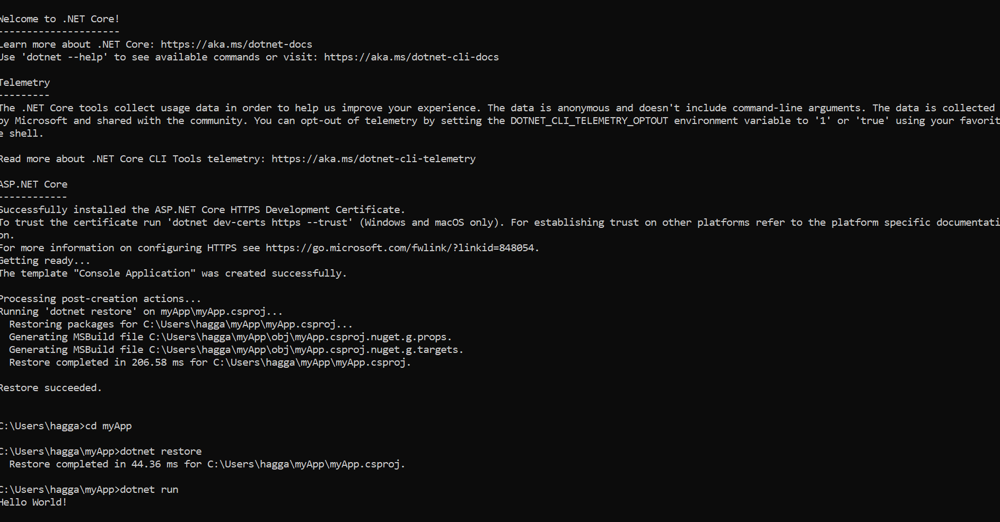 Welcome to .NET Core!
---------------------
Learn more about .NET Core: https://aka.ms/dotnet-docs
Use 'dotnet --help' to see available commands or visit: https://aka.ms/dotnet-cli-docs
Telemetry
---------
The .NET Core tools collect usage data in order to help us improve your experience. The data is anonymous and doesn't include command-line arguments. The data is collected
by Microsoft and shared with the community. You can opt-out of telemetry by setting the DOTNET_CLI_TELEMETRY_OPTOUT environment variable to '1' or 'true' using your favorit
e shell.
Read more about .NET Core CLI Tools telemetry: https://aka.ms/dotnet-cli-telemetry
ASP.NET Core
------------
Successfully installed the ASP.NET Core HTTPS Development Certificate.
To trust the certificate run 'dotnet dev-certs https --trust' (Windows and macOS only). For establishing trust on other platforms refer to the platform specific documentati
on.
For more information on configuring HTTPS see https://go.microsoft.com/fwlink/?linkid=848054.
Getting ready...
The template "Console Application" was created successfully.
Processing post-creation actions...
Running 'dotnet restore' on myApp\myApp.csproj...
  Restoring packages for C:\Users\hagga\myApp\myApp.csproj...
  Generating MSBuild file C:\Users\hagga\myApp\obj\myApp.csproj.nuget.g.props.
  Generating MSBuild file C:\Users\hagga\myApp\obj\myApp.csproj.nuget.g.targets.
  Restore completed in 206.58 ms for C:\Users\hagga\myApp\myApp.csproj.
Restore succeeded.
C:\Users\hagga>cd myApp
C:\Users\hagga\myApp>dotnet restore
  Restore completed in 44.36 ms for C:\Users\hagga\myApp\myApp.csproj.
C:\Users\hagga\myApp>dotnet run
Hello World!